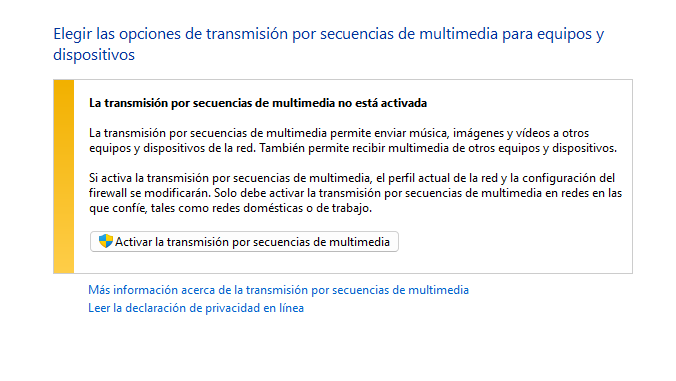 Elegir las opciones de transmisión por secuencias de multimedia para equipos y
dispositivos
La transmisión por secuencias de multimedia no está activada
La transmisión por secuencias de multimedia permite enviar música, imágenes y vídeos a otros
equipos y dispositivos de la red. También permite recibir multimedia de otros equipos y dispositivos.
Si activa la transmisión por secuencias de multimedia, el perfil actual de la red y la configuración del
firewall se modificarán. Solo debe activar la transmisión por secuencias de multimedia en redes en las
que confíe, tales como redes domésticas o de trabajo.
Activar la transmisión por secuencias de multimedia
Más información acerca de la transmisión por secuencias de multimedia
Leer la declaración de privacidad en línea